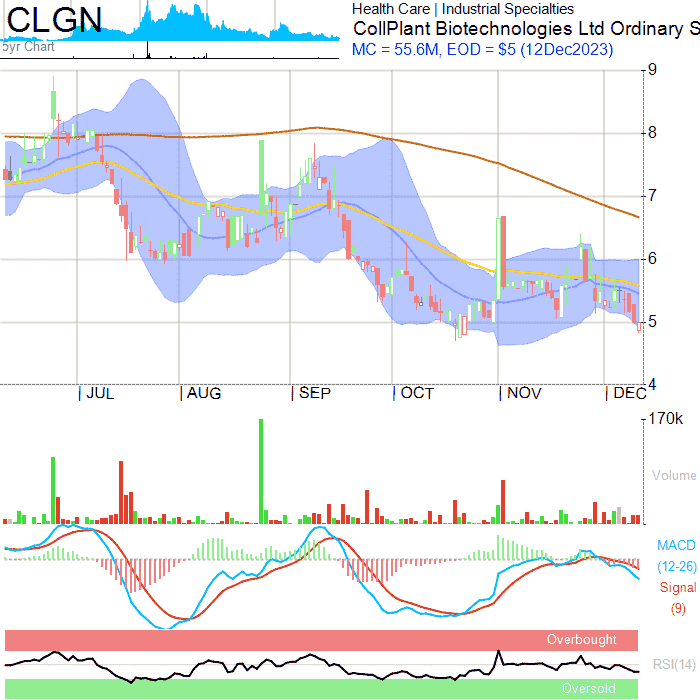 CLGN
5yr Chart
Health Care | Industrial Specialties
CollPlant Biotechnologies Ltd Ordinary S
MC = 55.6M, EOD = $5 (12Dec2023)
9
8
7
6
5
4
JUL
AUG
SEP
OCT
NOV
DEC
170k
Volume
MACD
(12-26)
Signal
(9)
Overbought
RSI(14)
Oversold